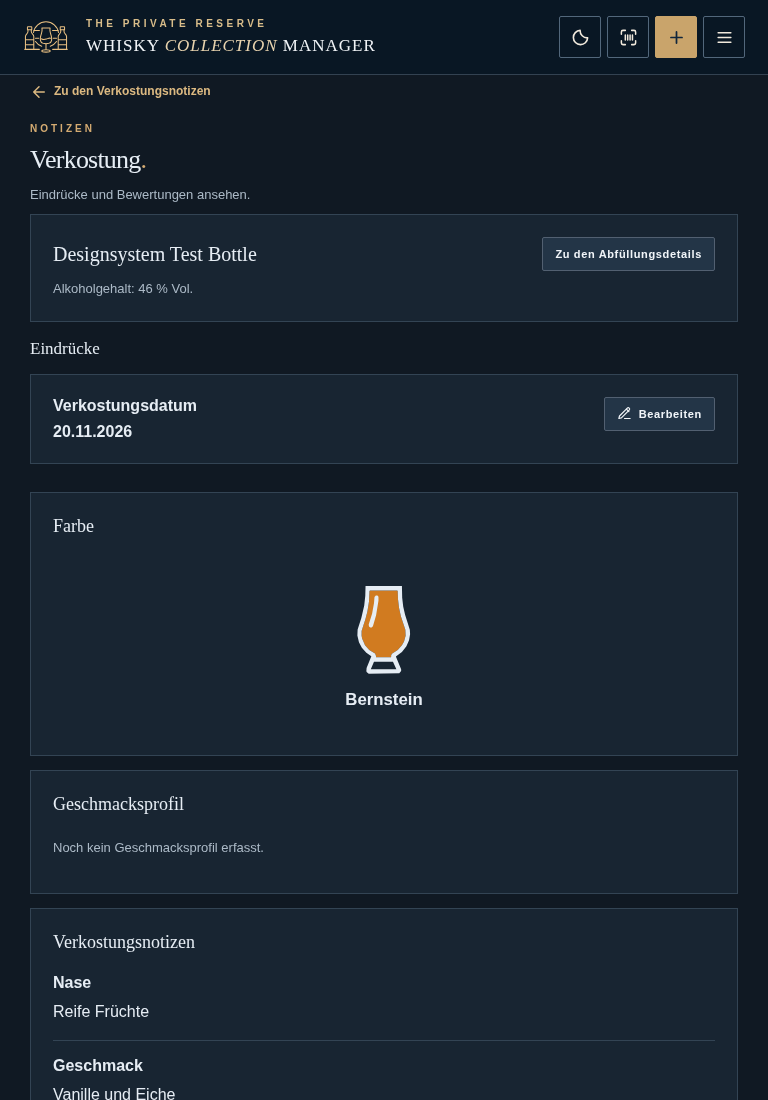 THE PRIVATE RESERVE
WHISKY COLLECTION MANAGER
Zu den Verkostungsnotizen
NOTIZEN
Verkostung.
Eindrücke und Bewertungen ansehen.
Designsystem Test Bottle
Zu den Abfüllungsdetails
Alkoholgehalt: 46 % Vol.
Eindrücke
Verkostungsdatum
20.11.2026
Bearbeiten
Farbe
Bernstein
Geschmacksprofil
Noch kein Geschmacksprofil erfasst.
Verkostungsnotizen
Nase
Reife Früchte
Geschmack
Vanille und Eiche